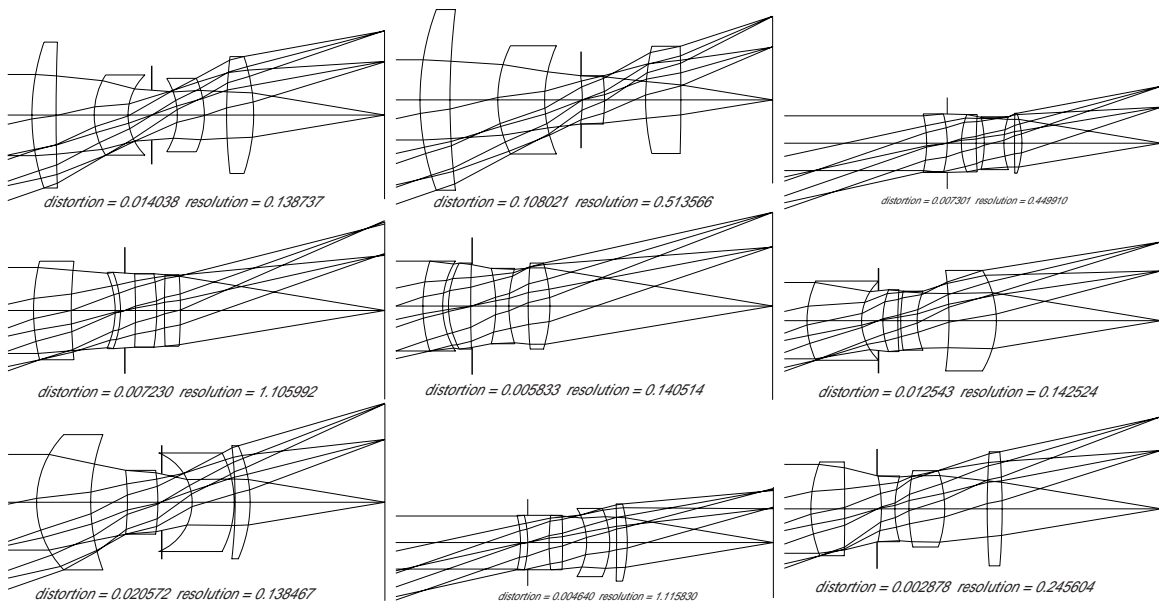 distortion = 0.014038 resolution = 0.138737
distortion = 0.108021 resolution = 0.513566
distortion = 0.007301 resolution = 0.449910
distortion = 0.007230 resolution = 1.105992
distortion = 0.005833 resolution = 0.140514
distortion = 0.012543 resolution = 0.142524
distortion = 0.020572 resolution = 0.138467
distortion = 0.004640 resolution = 1.115830
distortion = 0.002878 resolution = 0.245604